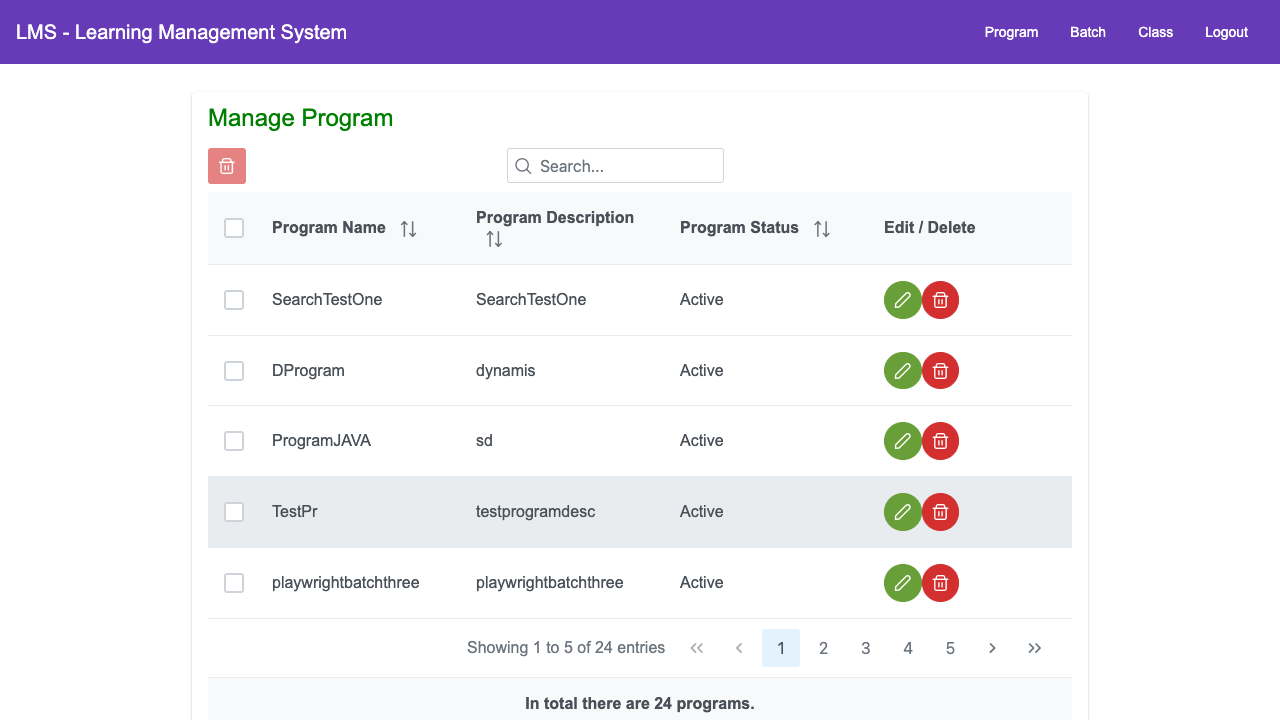 LMS - Learning Management System
Program Batch Class Logout
Manage Program
Search...
Program Name Program Description Program Status Edit / Delete
SearchTestOne SearchTestOne Active
DProgram dynamis Active
ProgramJAVA sd Active
TestPr testprogramdesc Active
playwrightbatchthree playwrightbatchthree Active
Showing 1 to 5 of 24 entries 1 2 3 4 5
In total there are 24 programs.